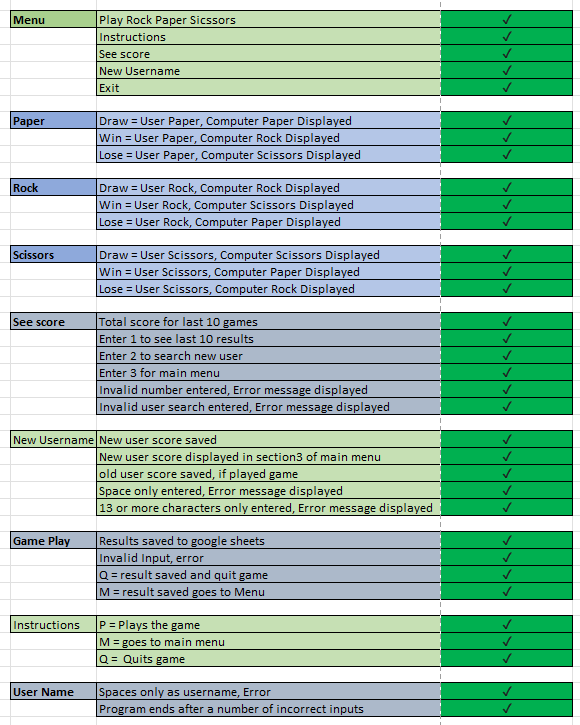 Menu Play Rock Paper Sicssors ✓
Instructions ✓
See score ✓
New Username ✓
Exit ✓
Paper Draw = User Paper, Computer Paper Displayed ✓
Win = User Paper, Computer Rock Displayed ✓
Lose = User Paper, Computer Scissors Displayed ✓
Rock Draw = User Rock, Computer Rock Displayed ✓
Win = User Rock, Computer Scissors Displayed ✓
Lose = User Rock, Computer Paper Displayed ✓
Scissors Draw = User Scissors, Computer Scissors Displayed ✓
Win = User Scissors, Computer Paper Displayed ✓
Lose = User Scissors, Computer Rock Displayed ✓
See score Total score for last 10 games ✓
Enter 1 to see last 10 results ✓
Enter 2 to search new user ✓
Enter 3 for main menu ✓
Invalid number entered, Error message displayed ✓
Invalid user search entered, Error message displayed ✓
New Username New user score saved ✓
New user score displayed in section3 of main menu ✓
old user score saved, if played game ✓
Space only entered, Error message displayed ✓
13 or more characters only entered, Error message displayed ✓
Game Play Results saved to google sheets ✓
Invalid Input, error ✓
Q = result saved and quit game ✓
M = result saved goes to Menu ✓
Instructions P = Plays the game ✓
M = goes to main menu ✓
Q = Quits game ✓
User Name Spaces only as username, Error ✓
Program ends after a number of incorrect inputs ✓